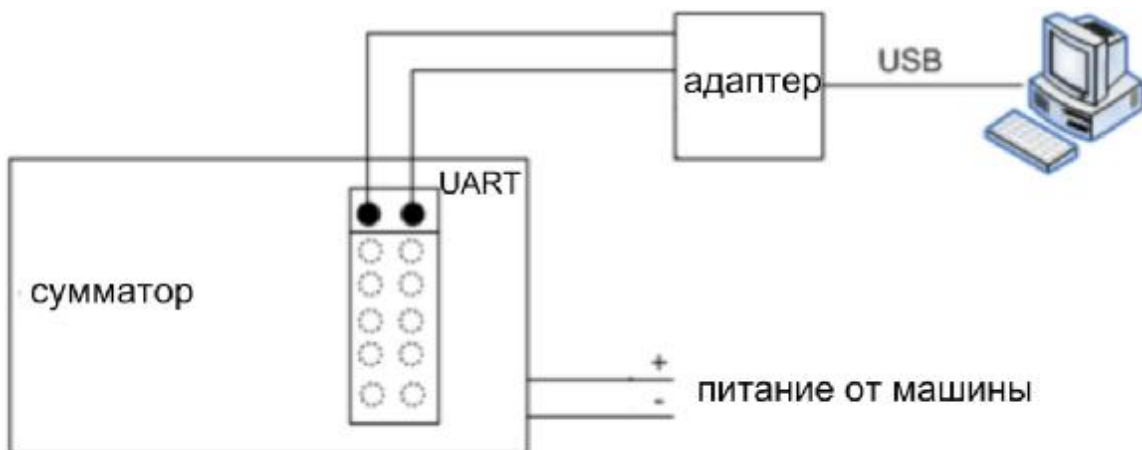 адаптер
USB
UART
сумматор
+
-
питание от машины